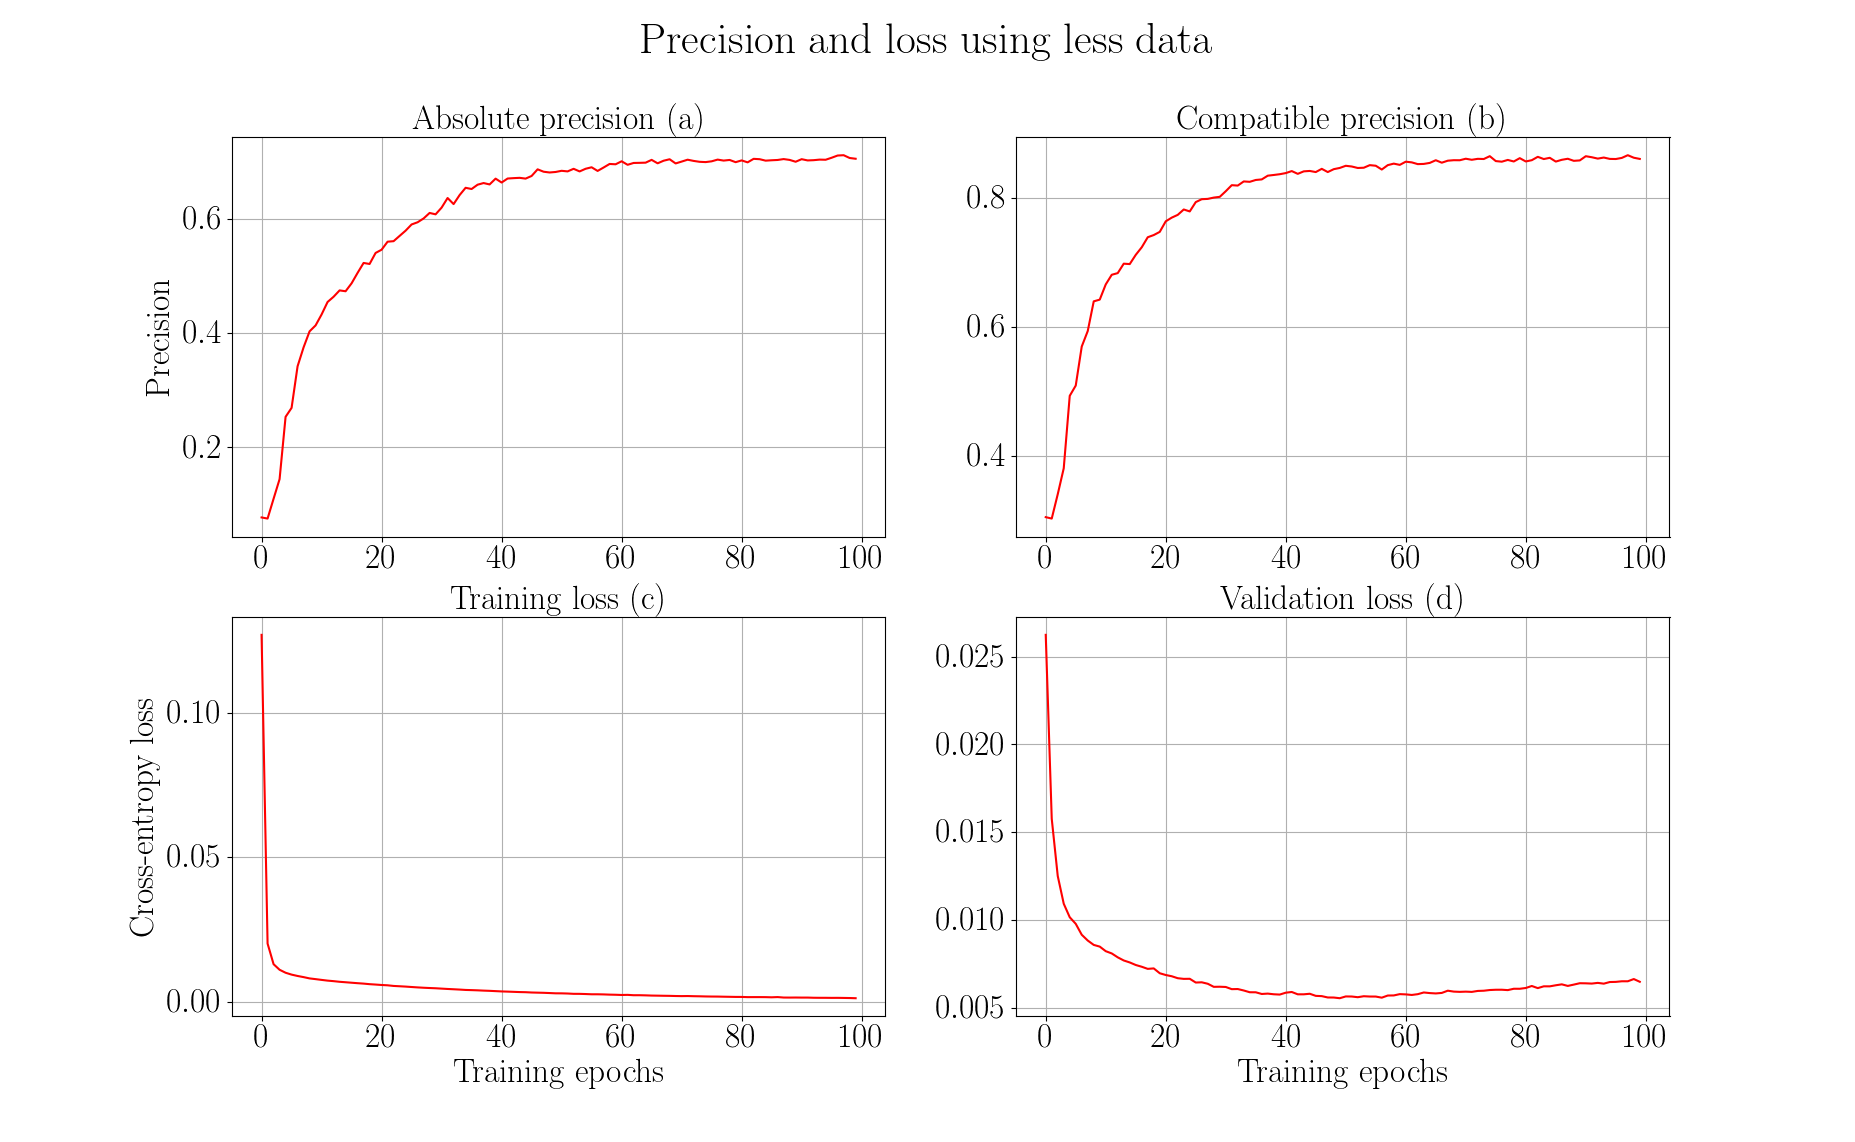 Precision and loss using less data
Absolute precision (a)
Precision
0.6
0.4
0.2
0 20 40 60 80 100
Compatible precision (b)
0.8
0.6
0.4
0 20 40 60 80 100
Training loss (c)
Cross-entropy loss
0.10
0.05
0.00
0 20 40 60 80 100
Training epochs
Validation loss (d)
0.025
0.020
0.015
0.010
0.005
0 20 40 60 80 100
Training epochs